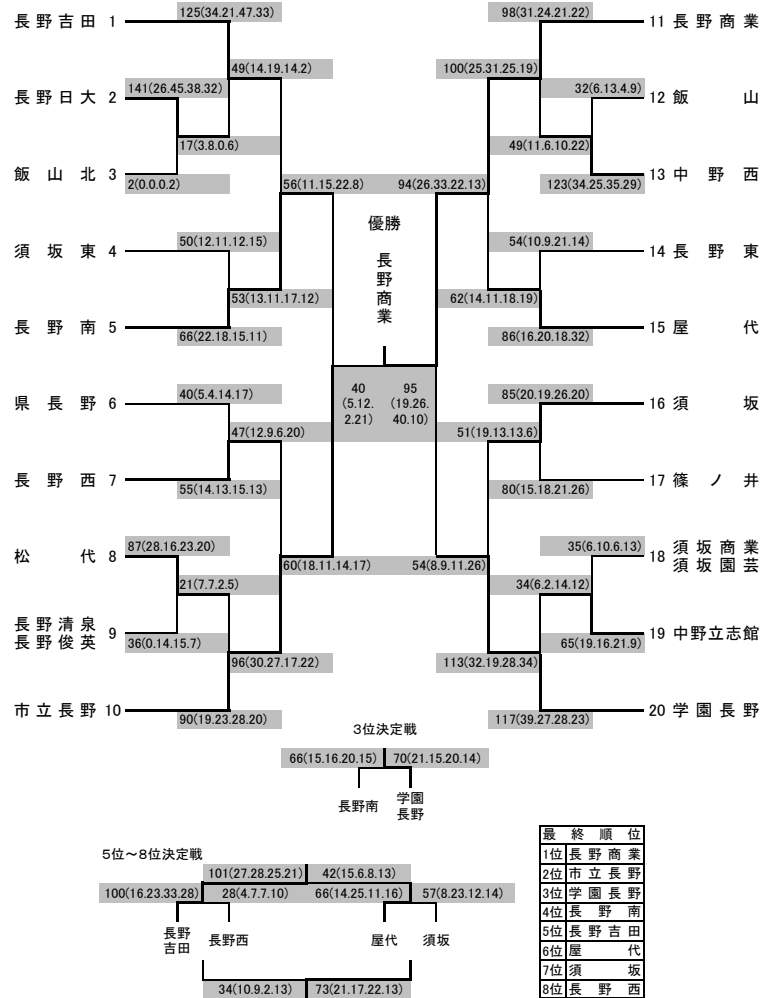 125(34.21.47.33)
98(31.24.21.22)
長野吉田 1
11 長野商業
49(14.19.14.2)
100(25.31.25.19)
141(26.45.38.32)
32(6.13.4.9)
長野日大 2
12 飯山
17(3.8.0.6)
49(11.6.10.22)
飯山北 3
13 中野西
2(0.0.0.2)
56(11.15.22.8)
94(26.33.22.13)
123(34.25.35.29)
優勝
長野商業
50(12.11.12.15)
54(10.9.21.14)
須坂東 4
14 長野東
53(13.11.17.12)
62(14.11.18.19)
長野南 5
15 屋代
66(22.18.15.11)
86(16.20.18.32)
40
(5.12.
2.21)
95
(19.26.
40.10)
40(5.4.14.17)
85(20.19.26.20)
県長野 6
16 須坂
47(12.9.6.20)
51(19.13.13.6)
長野西 7
17 篠ノ井
55(14.13.15.13)
80(15.18.21.26)
87(28.16.23.20)
35(6.10.6.13)
松代 8
18 須坂商業
須坂園芸
60(18.11.14.17)
54(8.9.11.26)
21(7.7.2.5)
34(6.2.14.12)
長野清泉
長野俊英 9
19 中野立志館
36(0.14.15.7)
65(19.16.21.9)
96(30.27.17.22)
113(32.19.28.34)
市立長野 10
20 学園長野
90(19.23.28.20)
117(39.27.28.23)
3位決定戦
66(15.16.20.15)
70(21.15.20.14)
長野南
学園
長野
5位～8位決定戦
101(27.28.25.21)
42(15.6.8.13)
100(16.23.33.28)
28(4.7.7.10)
66(14.25.11.16)
57(8.23.12.14)
長野
吉田
長野西
屋代
須坂
34(10.9.2.13)
73(21.17.22.13)
最終順位
1位 長野商業
2位 市立長野
3位 学園長野
4位 長野南
5位 長野吉田
6位 屋代
7位 須坂
8位 長野西